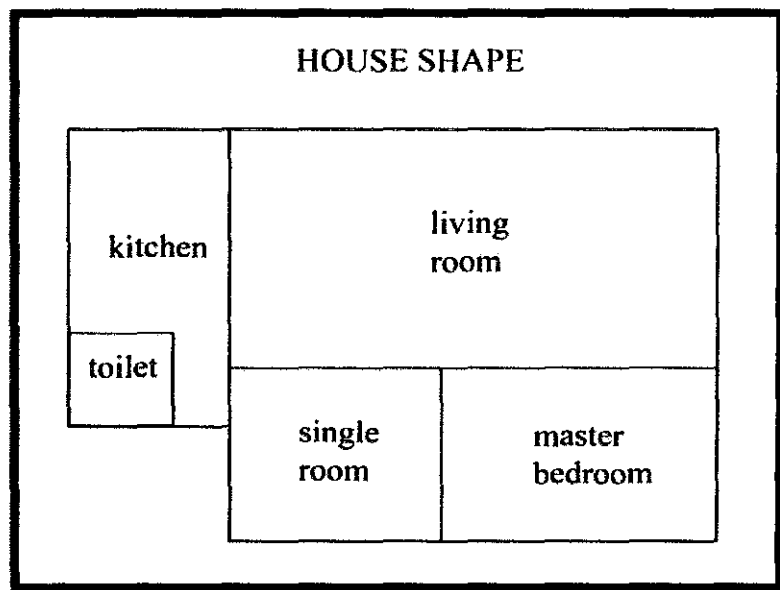 HOUSE SHAPE
kitchen
living
room
toilet
single
room
master
bedroom